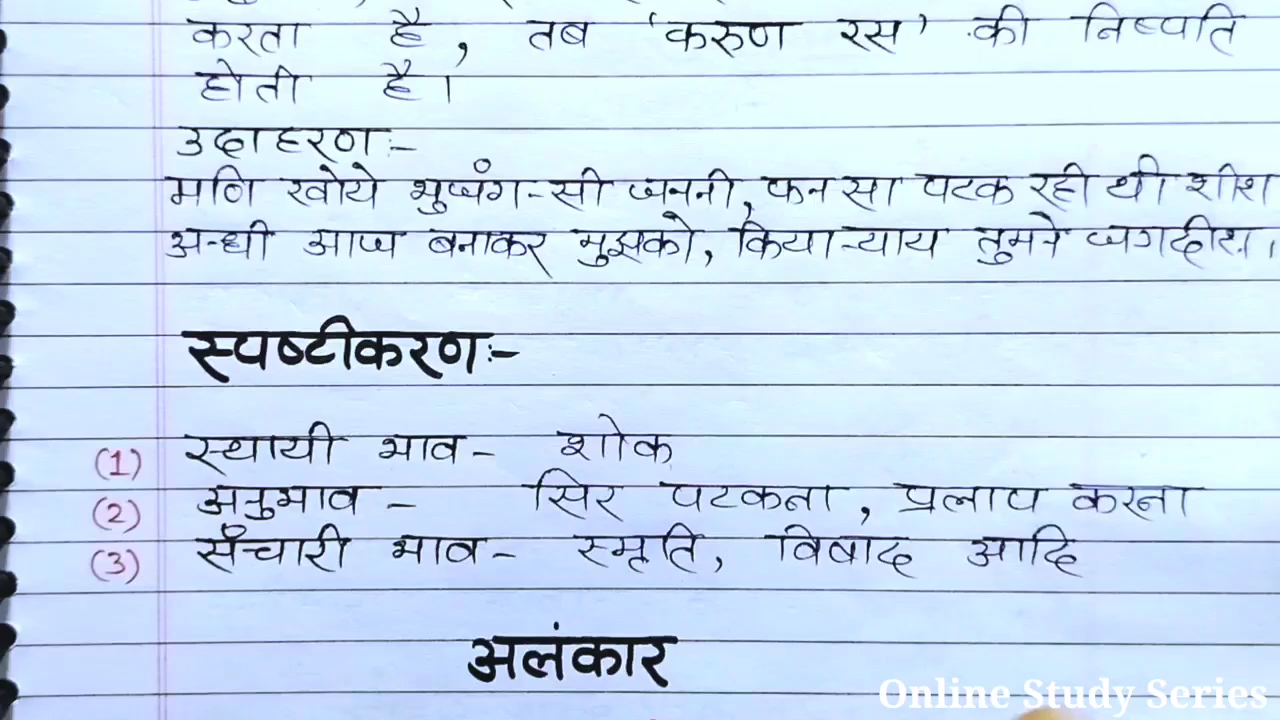 करता है, तब 'करुण रस' की निष्पति
होती है।
उदाहरण:-
मणि खोये भुजंग-सी जननी, फन सा पटक रही थी शीश
अन्धी आज बनाकर मुझको, किया न्याय तुमने जगदीश।
स्पष्टीकरण:-
(1) स्थायी भाव - शोक
(2) अनुभाव - सिर पटकना, प्रलाप करना
(3) संचारी भाव - स्मृति, विषाद आदि
अलंकार
Online Study Series